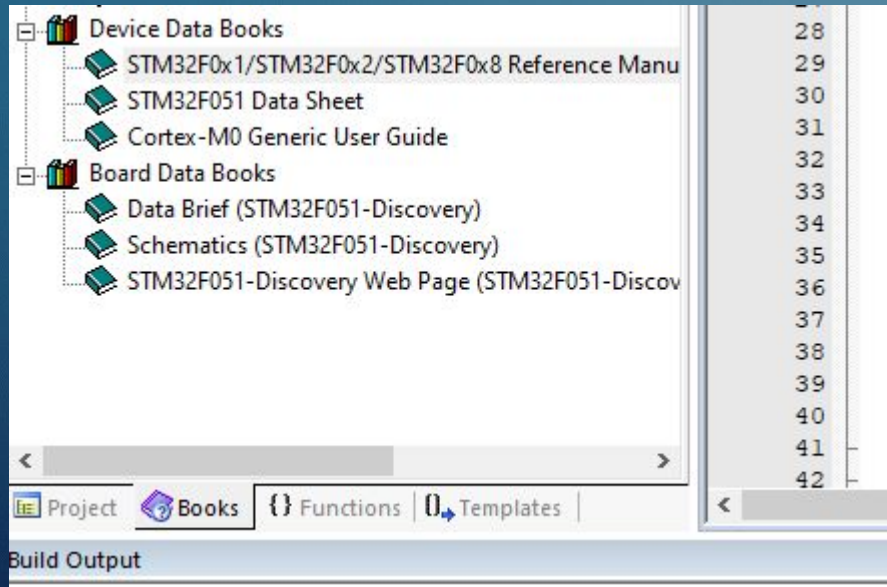 Device Data Books
STM32F0x1/STM32F0x2/STM32F0x8 Reference Manu
STM32F051 Data Sheet
Cortex-M0 Generic User Guide
Board Data Books
Data Brief (STM32F051-Discovery)
Schematics (STM32F051-Discovery)
STM32F051-Discovery Web Page (STM32F051-Discov
28
29
30
31
32
33
34
35
36
37
38
39
40
41
42
Project Books {} Functions 0 Templates
Build Output